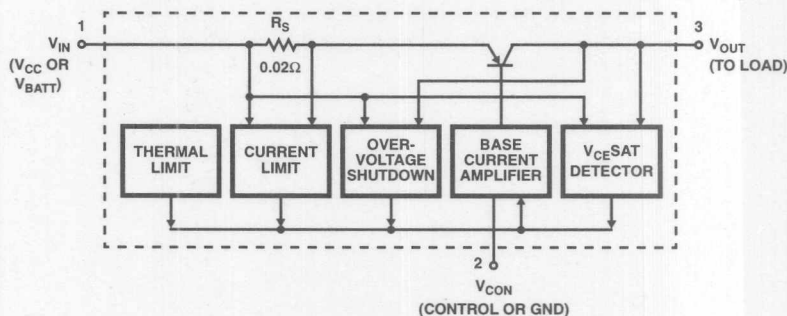 R_S
1
3
V_IN
(V_CC OR
V_BATT)
0.02Ω
V_OUT
(TO LOAD)
THERMAL
LIMIT
CURRENT
LIMIT
OVER-
VOLTAGE
SHUTDOWN
BASE
CURRENT
AMPLIFIER
V_CESAT
DETECTOR
2
V_CON
(CONTROL OR GND)